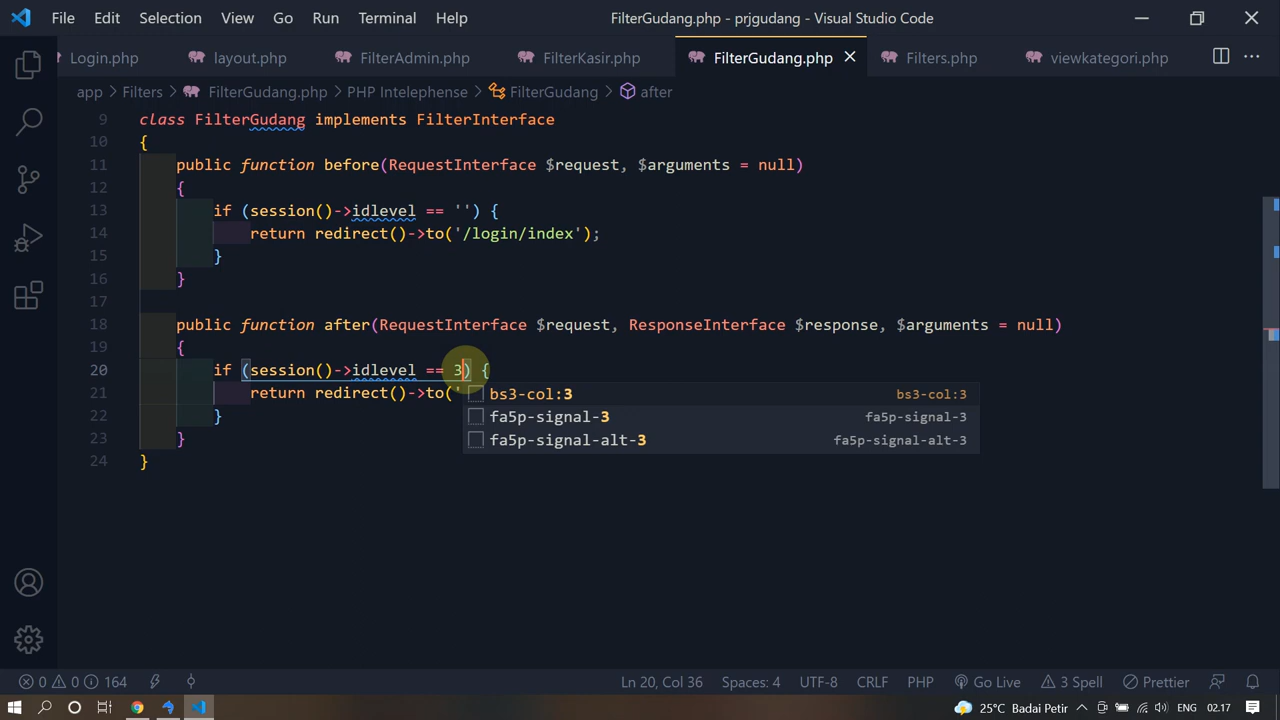 File Edit Selection View Go Run Terminal Help FilterGudang.php - prjgudang - Visual Studio Code
Login.php layout.php FilterAdmin.php FilterKasir.php FilterGudang.php Filters.php viewkategori.php
app Filters FilterGudang.php PHP Intelephense FilterGudang after
9 class FilterGudang implements FilterInterface
10 {
11 public function before(RequestInterface $request, $arguments = null)
12 {
13 if (session()->idlevel == '') {
14 return redirect()->to('/login/index');
15 }
16 }
17
18 public function after(RequestInterface $request, ResponseInterface $response, $arguments = null)
19 {
20 if (session()->idlevel == 3) {
21 return redirect()->to('
bs3-col:3 bs3-col:3
22 }
fa5p-signal-3 fa5p-signal-3
23 }
fa5p-signal-alt-3 fa5p-signal-alt-3
24 }
0 0 164 Ln 20, Col 36 Spaces: 4 UTF-8 CRLF PHP Go Live 3 Spell Prettier
25°C Badai Petir ENG 02.17